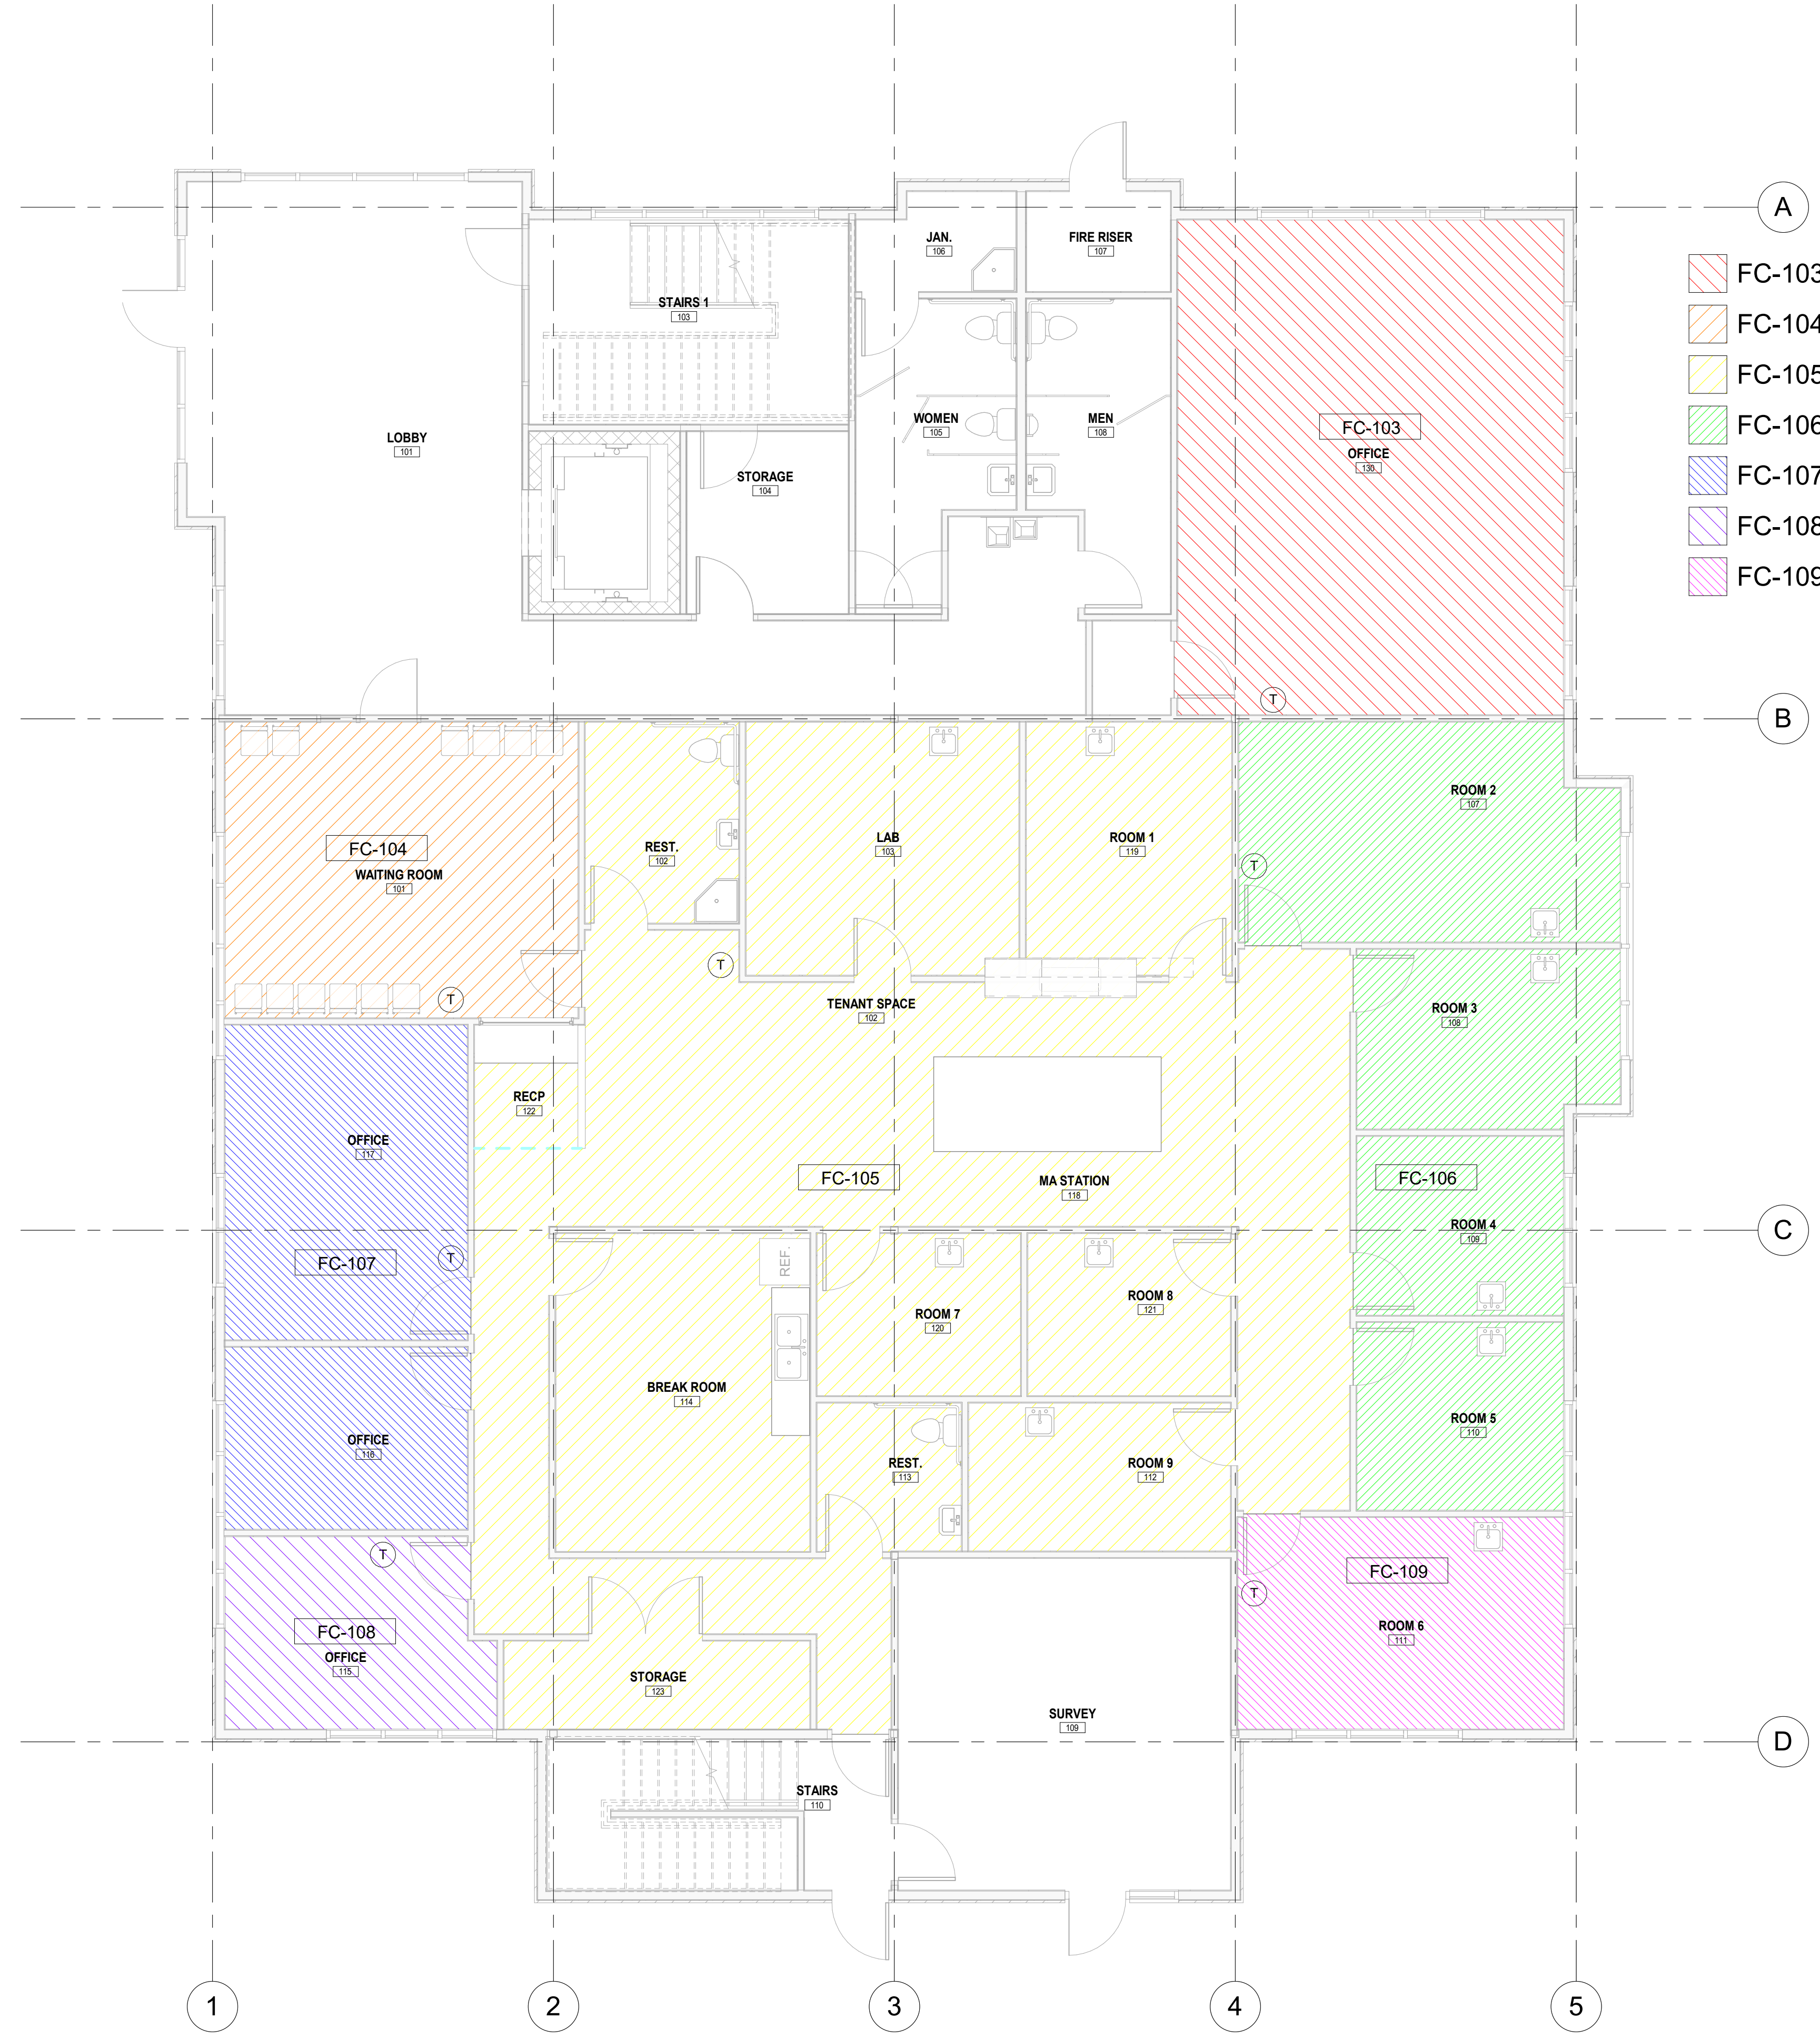 A
JAN.
106
FIRE RISER
107
FC-103
STAIRS 1
103
FC-104
FC-105
WOMEN
105
MEN
108
FC-103
FC-106
LOBBY
101
OFFICE
130
STORAGE
104
FC-107
FC-108
FC-109
T
B
ROOM 2
107
FC-104
WAITING ROOM
101
REST.
102
LAB
103
ROOM 1
119
T
T
T
TENANT SPACE
102
ROOM 3
108
RECP
122
OFFICE
117
FC-105
MA STATION
118
FC-106
ROOM 4
109
C
FC-107
T
REF.
ROOM 7
120
ROOM 8
121
BREAK ROOM
114
OFFICE
116
ROOM 5
110
REST.
113
ROOM 9
112
T
FC-109
T
FC-108
OFFICE
115
ROOM 6
111
STORAGE
123
SURVEY
109
D
STAIRS
110
1
2
3
4
5